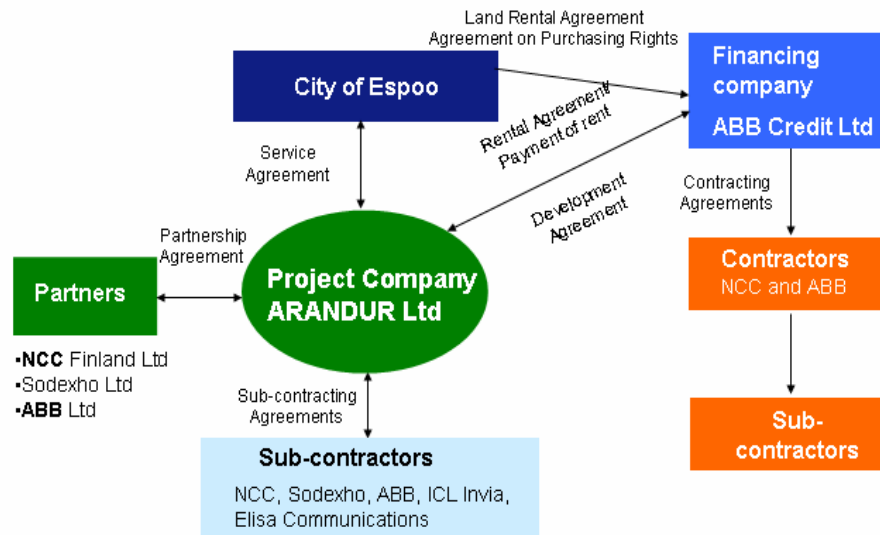 Land Rental Agreement
Agreement on Purchasing Rights
City of Espoo
Financing
company
ABB Credit Ltd
Rental Agreement/
Payment of rent
Service
Agreement
Development
Agreement
Contracting
Agreements
Partnership
Agreement
Partners
Project Company
ARANDUR Ltd
Contractors
NCC and ABB
▪NCC Finland Ltd
▪Sodexho Ltd
▪ABB Ltd
Sub-contracting
Agreements
Sub-
contractors
Sub-contractors
NCC, Sodexho, ABB, ICL Invia,
Elisa Communications